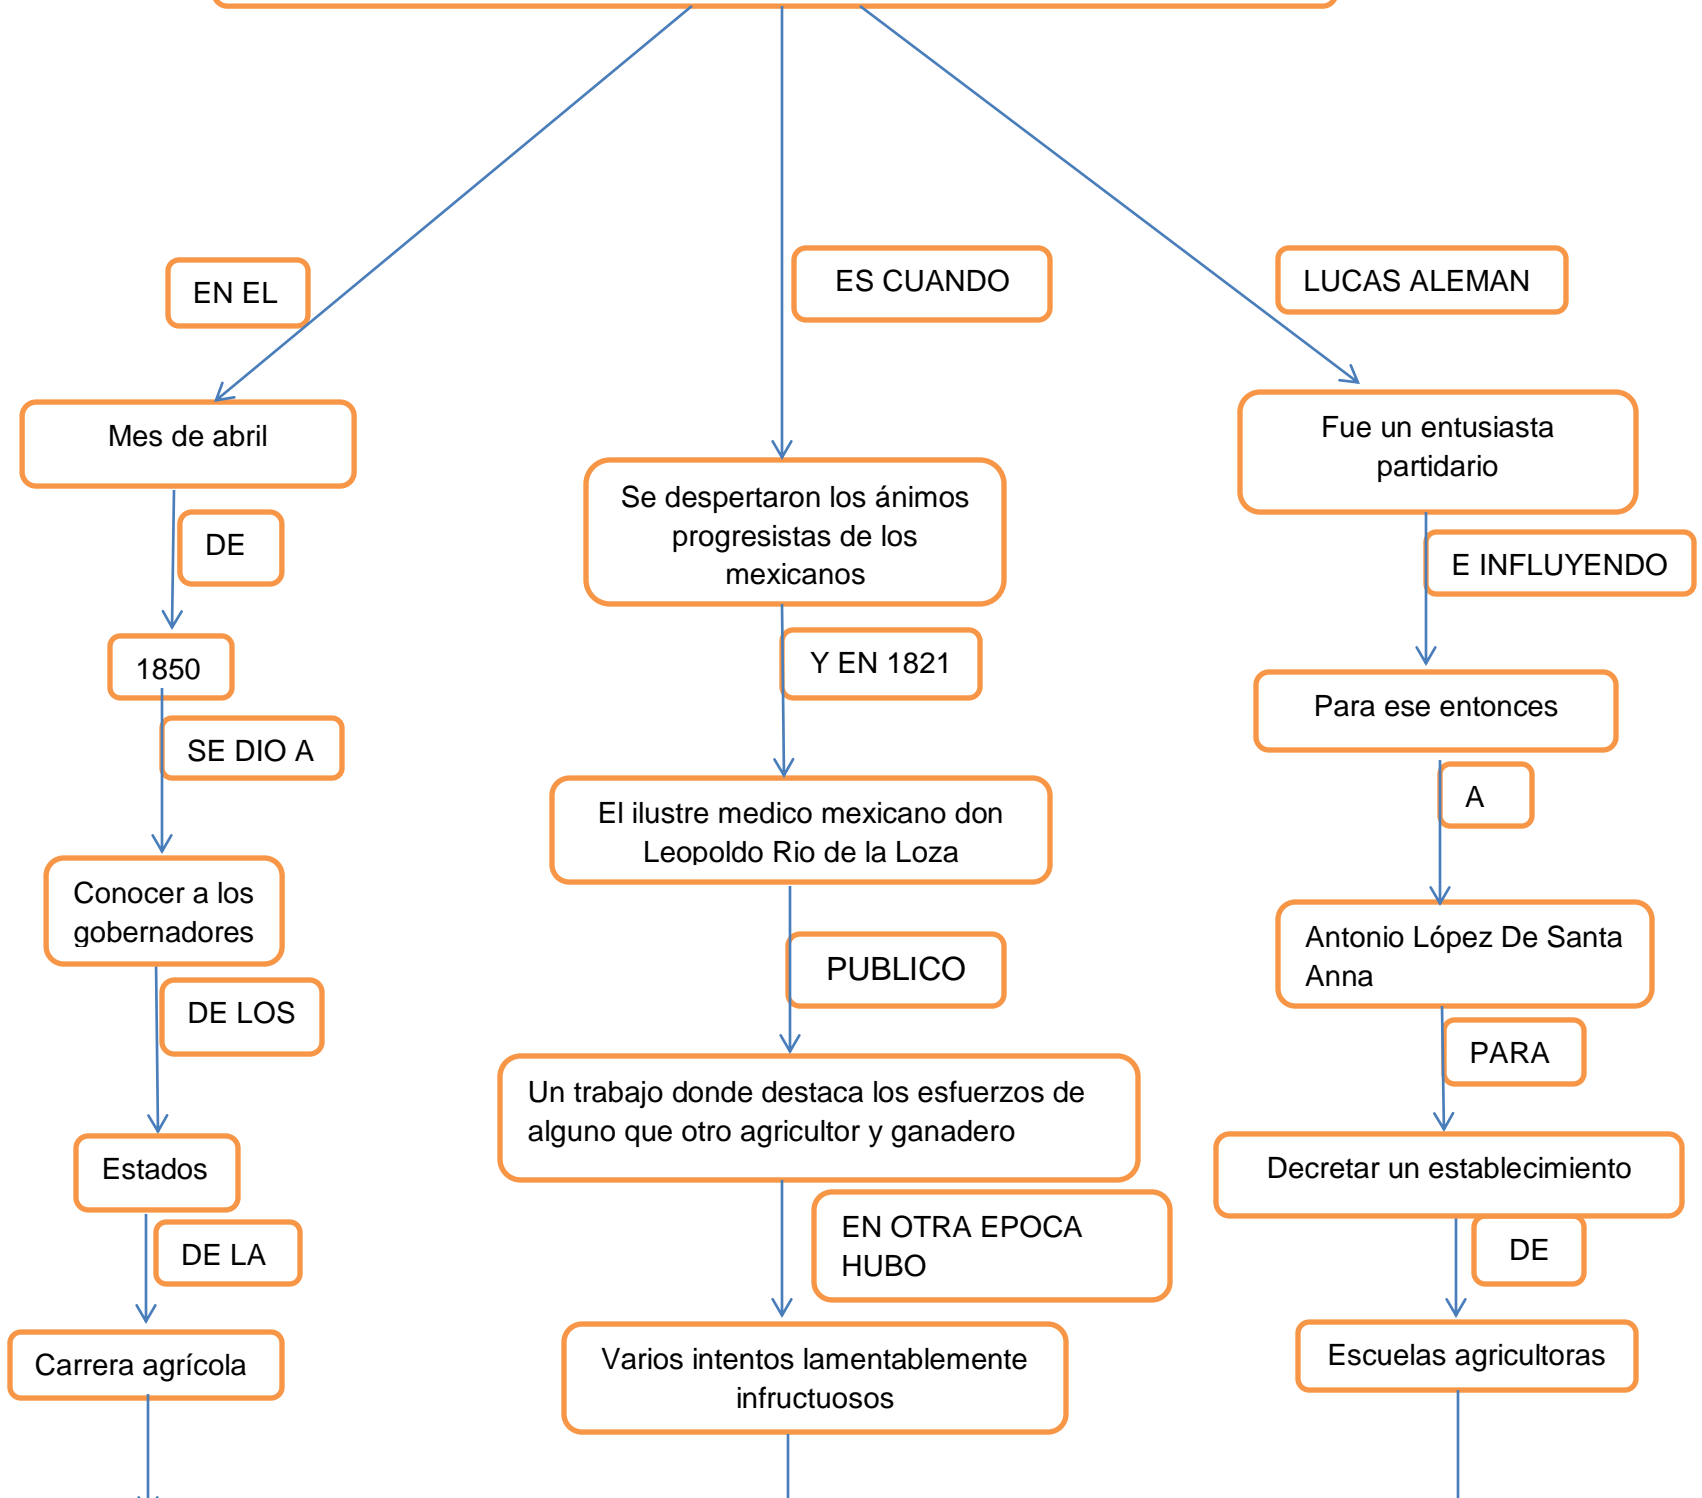 EN EL
Mes de abril
DE
1850
SE DIO A
Conocer a los
gobernadores
DE LOS
Estados
DE LA
Carrera agrícola
ES CUANDO
Se despertaron los ánimos
progresistas de los
mexicanos
Y EN 1821
El ilustre medico mexicano don
Leopoldo Rio de la Loza
PUBLICO
Un trabajo donde destaca los esfuerzos de
alguno que otro agricultor y ganadero
EN OTRA EPOCA
HUBO
Varios intentos lamentablemente
infructuosos
LUCAS ALEMAN
Fue un entusiasta
partidario
E INFLUYENDO
Para ese entonces
A
Antonio López De Santa
Anna
PARA
Decretar un establecimiento
DE
Escuelas agricultoras